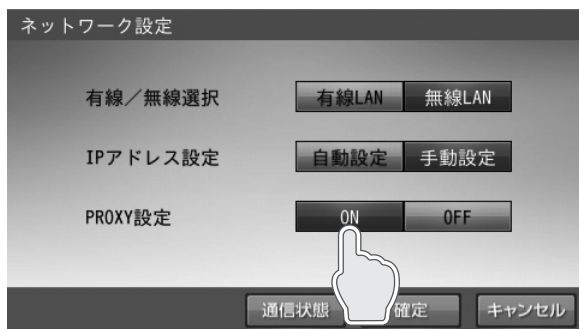 ネットワーク設定
有線／無線選択 有線LAN 無線LAN
IPアドレス設定 自動設定 手動設定
PROXY設定 ON OFF
通信状態 確定 キャンセル